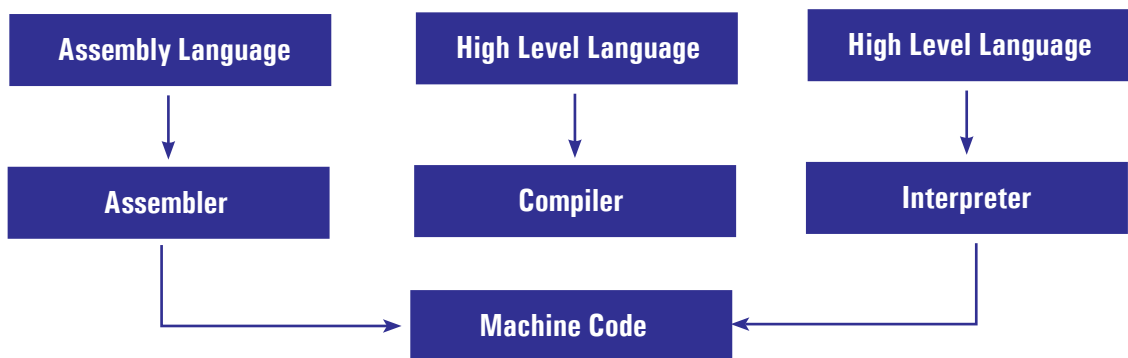 Assembly Language
High Level Language
High Level Language
Assembler
Compiler
Interpreter
Machine Code